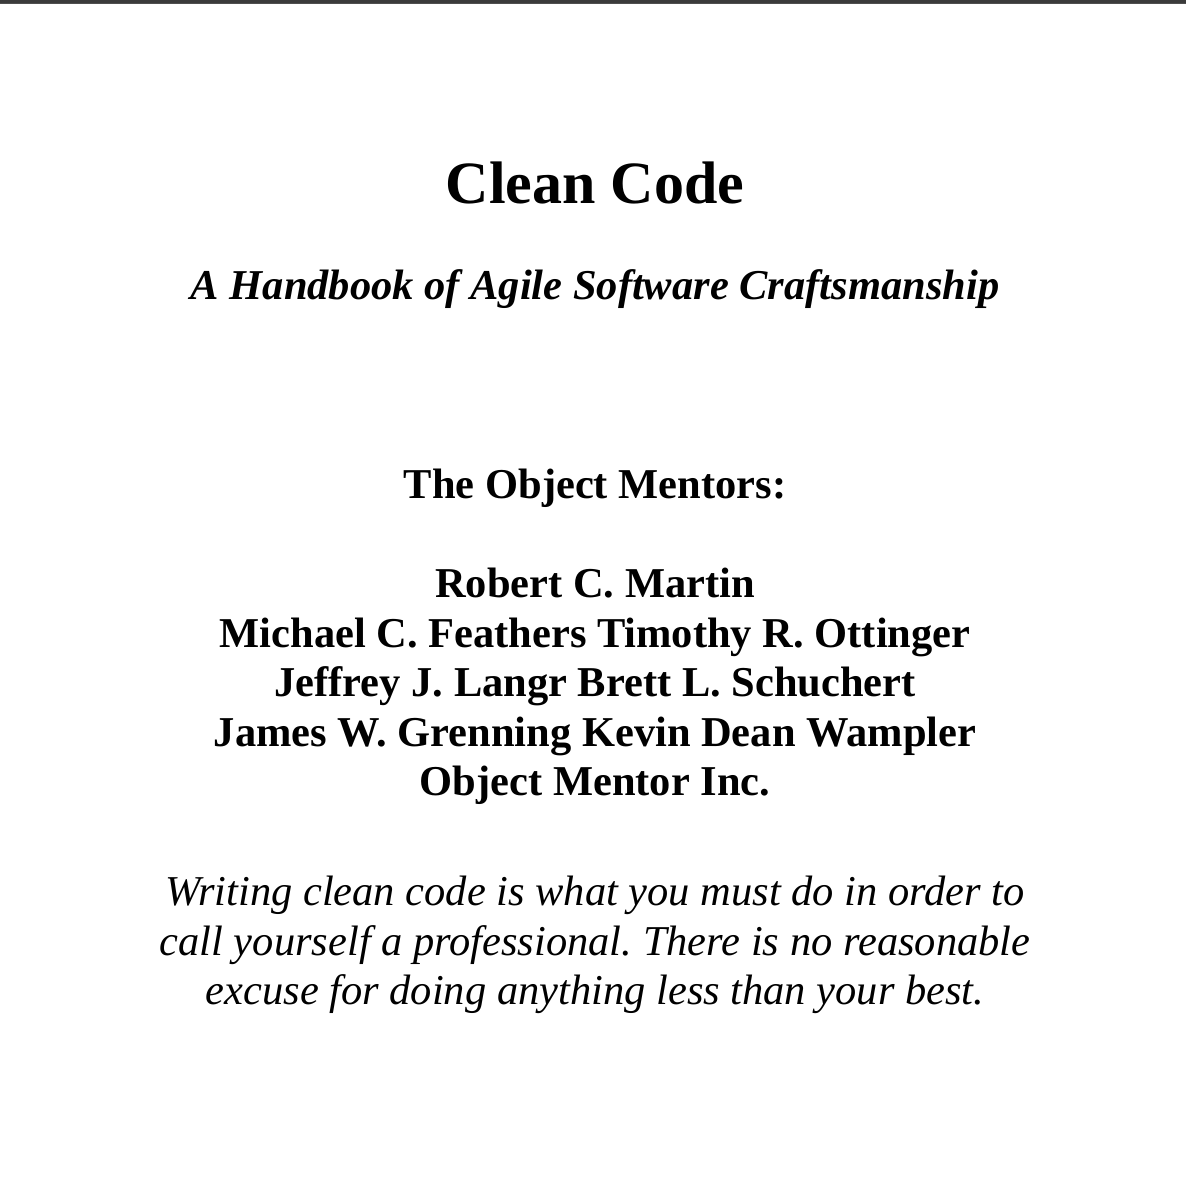 Clean Code
A Handbook of Agile Software Craftsmanship
The Object Mentors:
Robert C. Martin
Michael C. Feathers Timothy R. Ottinger
Jeffrey J. Langr Brett L. Schuchert
James W. Grenning Kevin Dean Wampler
Object Mentor Inc.
Writing clean code is what you must do in order to
call yourself a professional. There is no reasonable
excuse for doing anything less than your best.